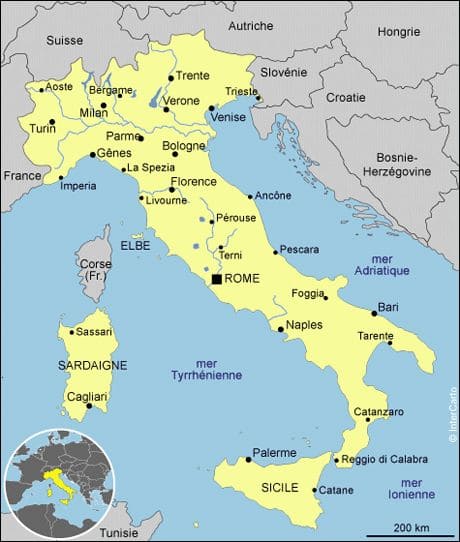 Autriche
Hongrie
Suisse
Slovénie
Croatie
Bosnie-
Herzégovine
France
Trente
Aoste
Bergame
Trieste
Milan
Vérone
Venise
Turin
Parme
Bologne
Gênes
La Spezia
Florence
Imperia
Livourne
Ancône
Pérouse
ELBE
Terni
Pescara
mer
Adriatique
Corse
(Fr.)
ROME
Foggia
Bari
Naples
Tarente
Sassari
SARDAIGNE
mer
Tyrrhénienne
Cagliari
Catanzaro
© InterCarto
Palerme
Reggio di Calabra
SICILE
Catane
mer
Ionienne
Tunisie
200 km